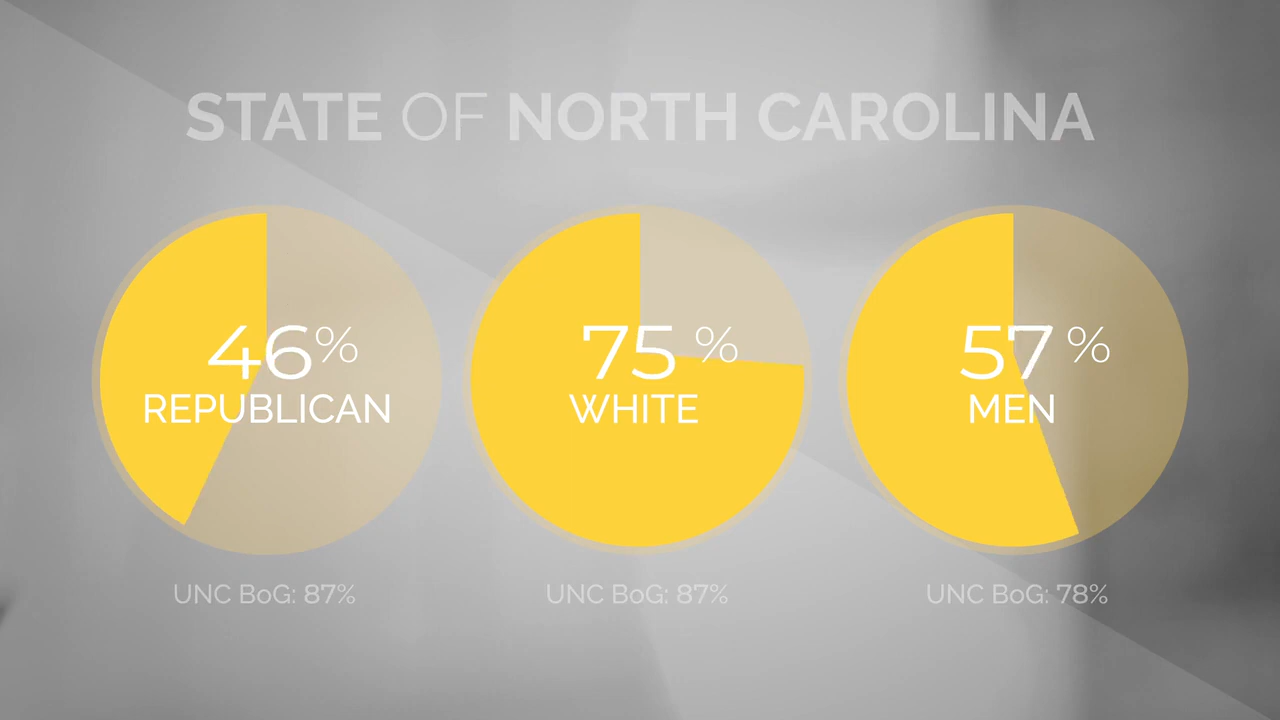 STATE OF NORTH CAROLINA
46%
REPUBLICAN
UNC BoG: 87%
75 %
WHITE
UNC BoG: 87%
57 %
MEN
UNC BoG: 78%